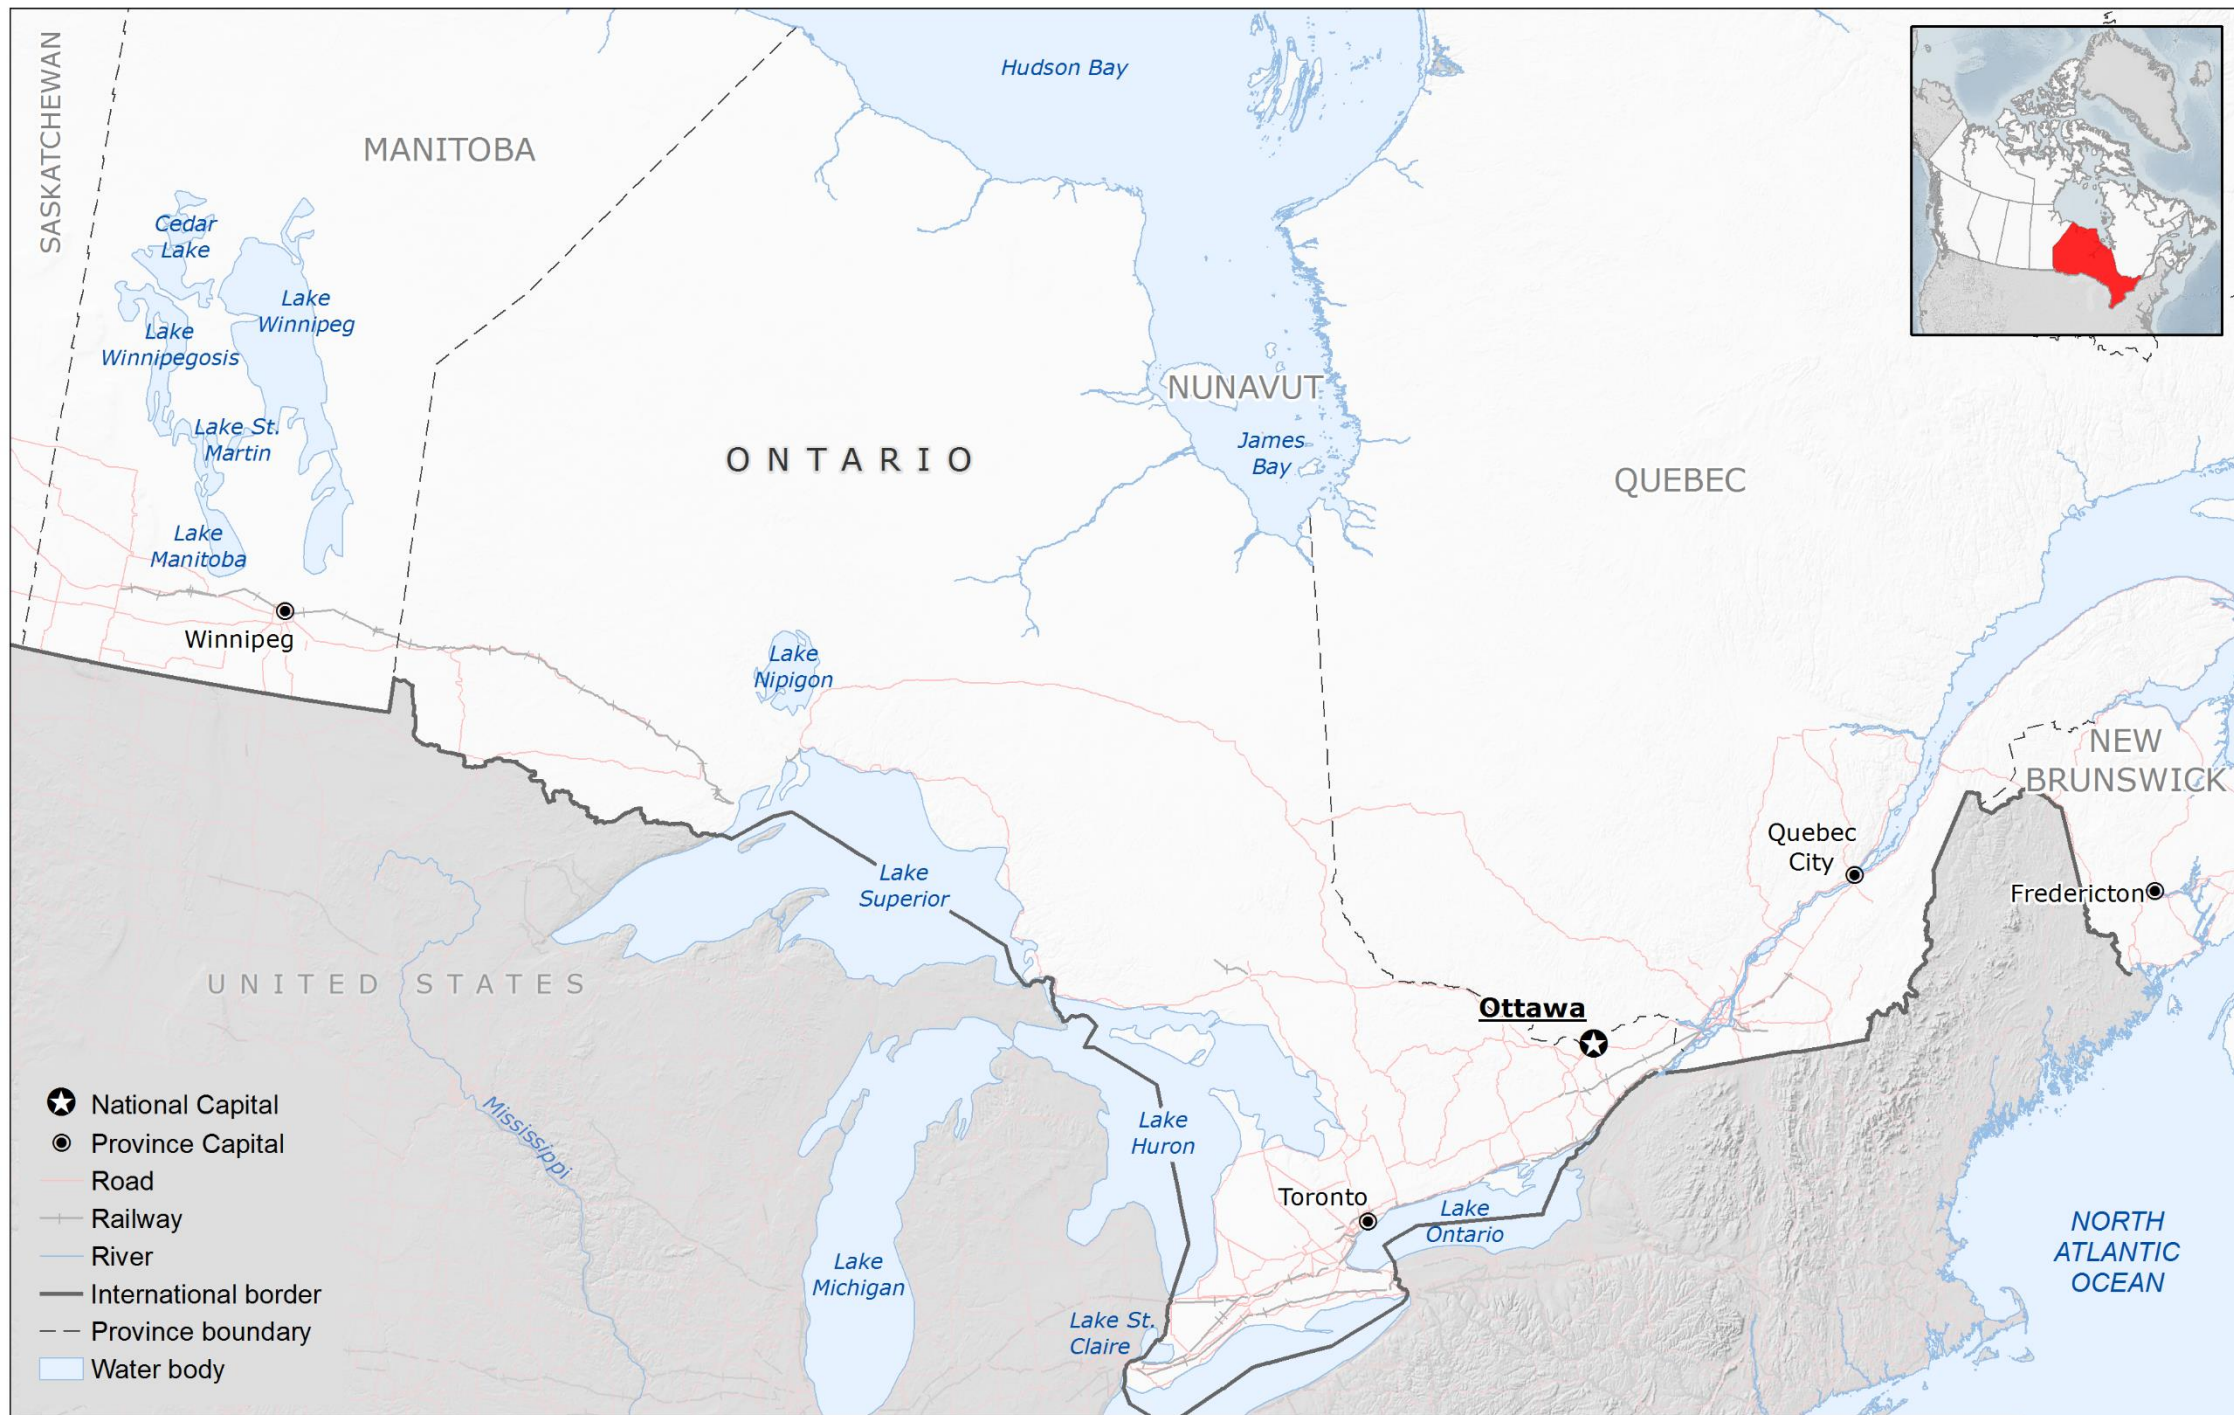 Hudson Bay
SASKATCHEWAN
MANITOBA
Cedar
Lake
Lake
Winnipeg
Lake
Winnipegosis
NUNAVUT
Lake St.
Martin
James
Bay
ONTARIO
QUEBEC
Lake
Manitoba
Winnipeg
Lake
Nipigon
NEW
BRUNSWICK
Quebec
City
Fredericton
Lake
Superior
UNITED STATES
Ottawa
Mississippi
Lake
Huron
Toronto
Lake
Ontario
Lake
Michigan
Lake St.
Claire
NORTH
ATLANTIC
OCEAN
National Capital
Province Capital
Road
Railway
River
International border
Province boundary
Water body